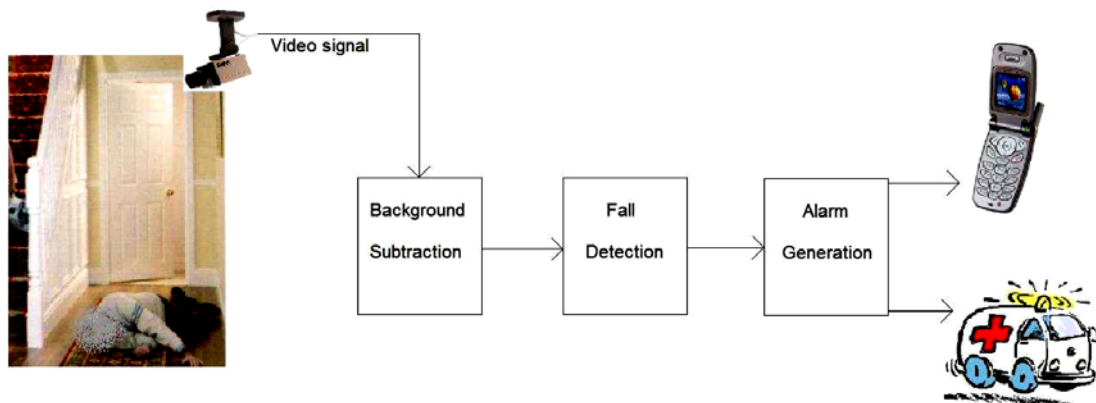 Video signal
Background
Subtraction
Fall
Detection
Alarm
Generation